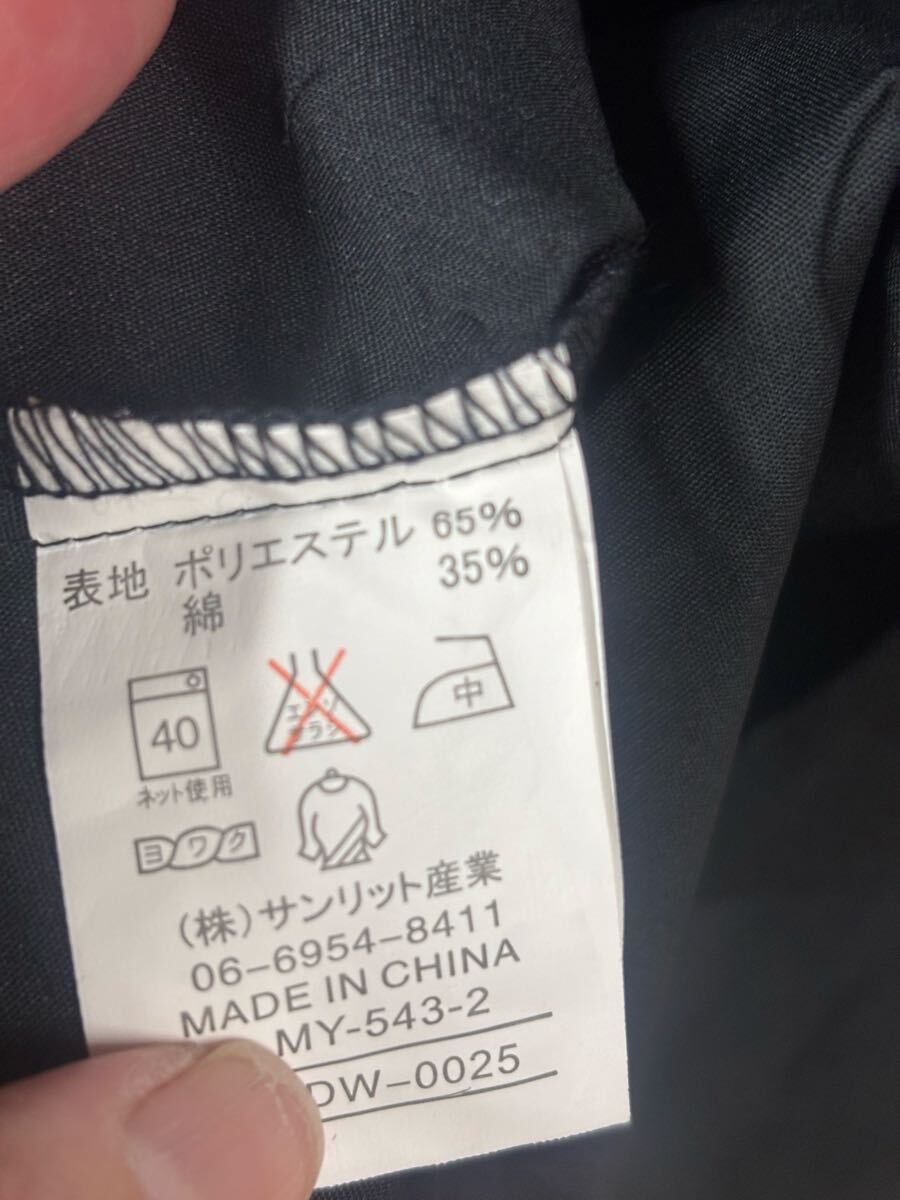 表地 ポリエステル 65%
綿 35%
40
中
ネット使用
ヨワク
(株)サンリット産業
06-6954-8411
MADE IN CHINA
MY-543-2
DW-0025